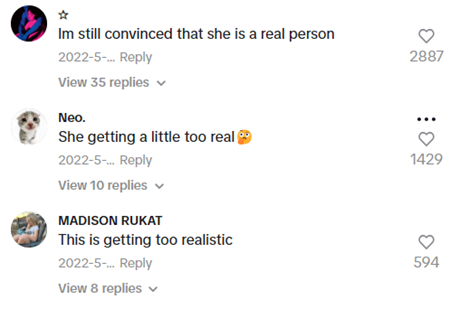 ☆
Im still convinced that she is a real person
2887
2022-5-... Reply
View 35 replies
Neo.
She getting a little too real🤔
1429
2022-5-... Reply
View 10 replies
MADISON RUKAT
This is getting too realistic
594
2022-5-... Reply
View 8 replies